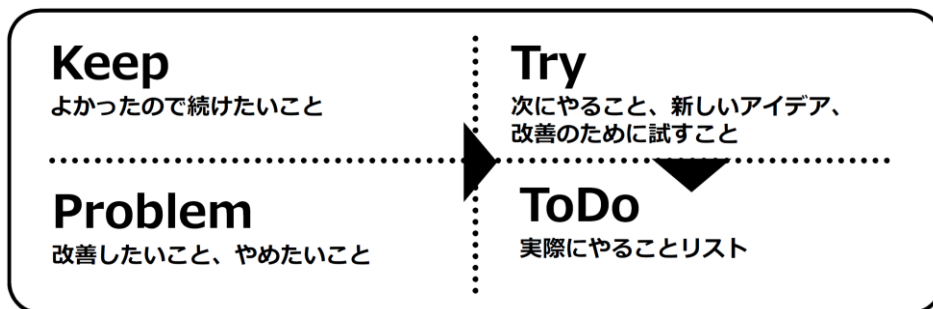 Keep
よかったので続けたいこと
Problem
改善したいこと、やめたいこと
Try
次にやること、新しいアイデア、
改善のために試すこと
ToDo
実際にやることリスト